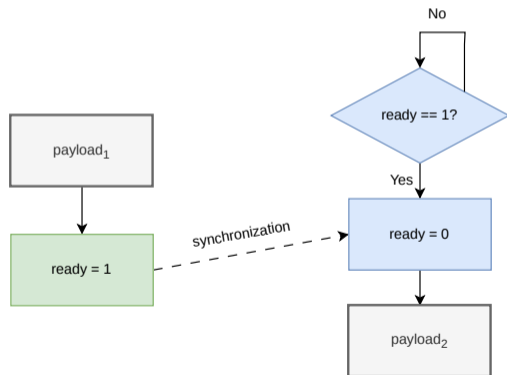 No
ready == 1?
payload₁
Yes
synchronization
ready = 0
ready = 1
payload₂